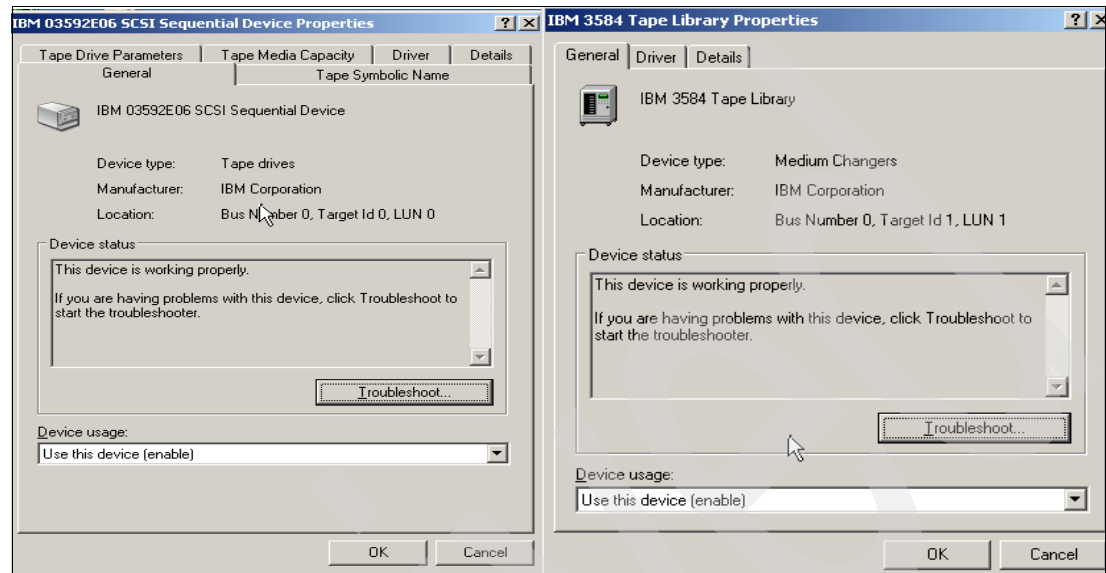 IBM 03592E06 SCSI Sequential Device Properties
Tape Drive Parameters
Tape Media Capacity
Driver
Details
General
Tape Symbolic Name
IBM 03592E06 SCSI Sequential Device
Device type: Tape drives
Manufacturer: IBM Corporation
Location: Bus Number 0, Target Id 0, LUN 0
Device status
This device is working properly.
If you are having problems with this device, click Troubleshoot to
start the troubleshooter.
Troubleshoot...
Device usage:
Use this device (enable)
OK
Cancel
IBM 3584 Tape Library Properties
General
Driver
Details
IBM 3584 Tape Library
Device type: Medium Changers
Manufacturer: IBM Corporation
Location: Bus Number 0, Target Id 1, LUN 1
Device status
This device is working properly.
If you are having problems with this device, click Troubleshoot to
start the troubleshooter.
Troubleshoot...
Device usage:
Use this device (enable)
OK
Cancel